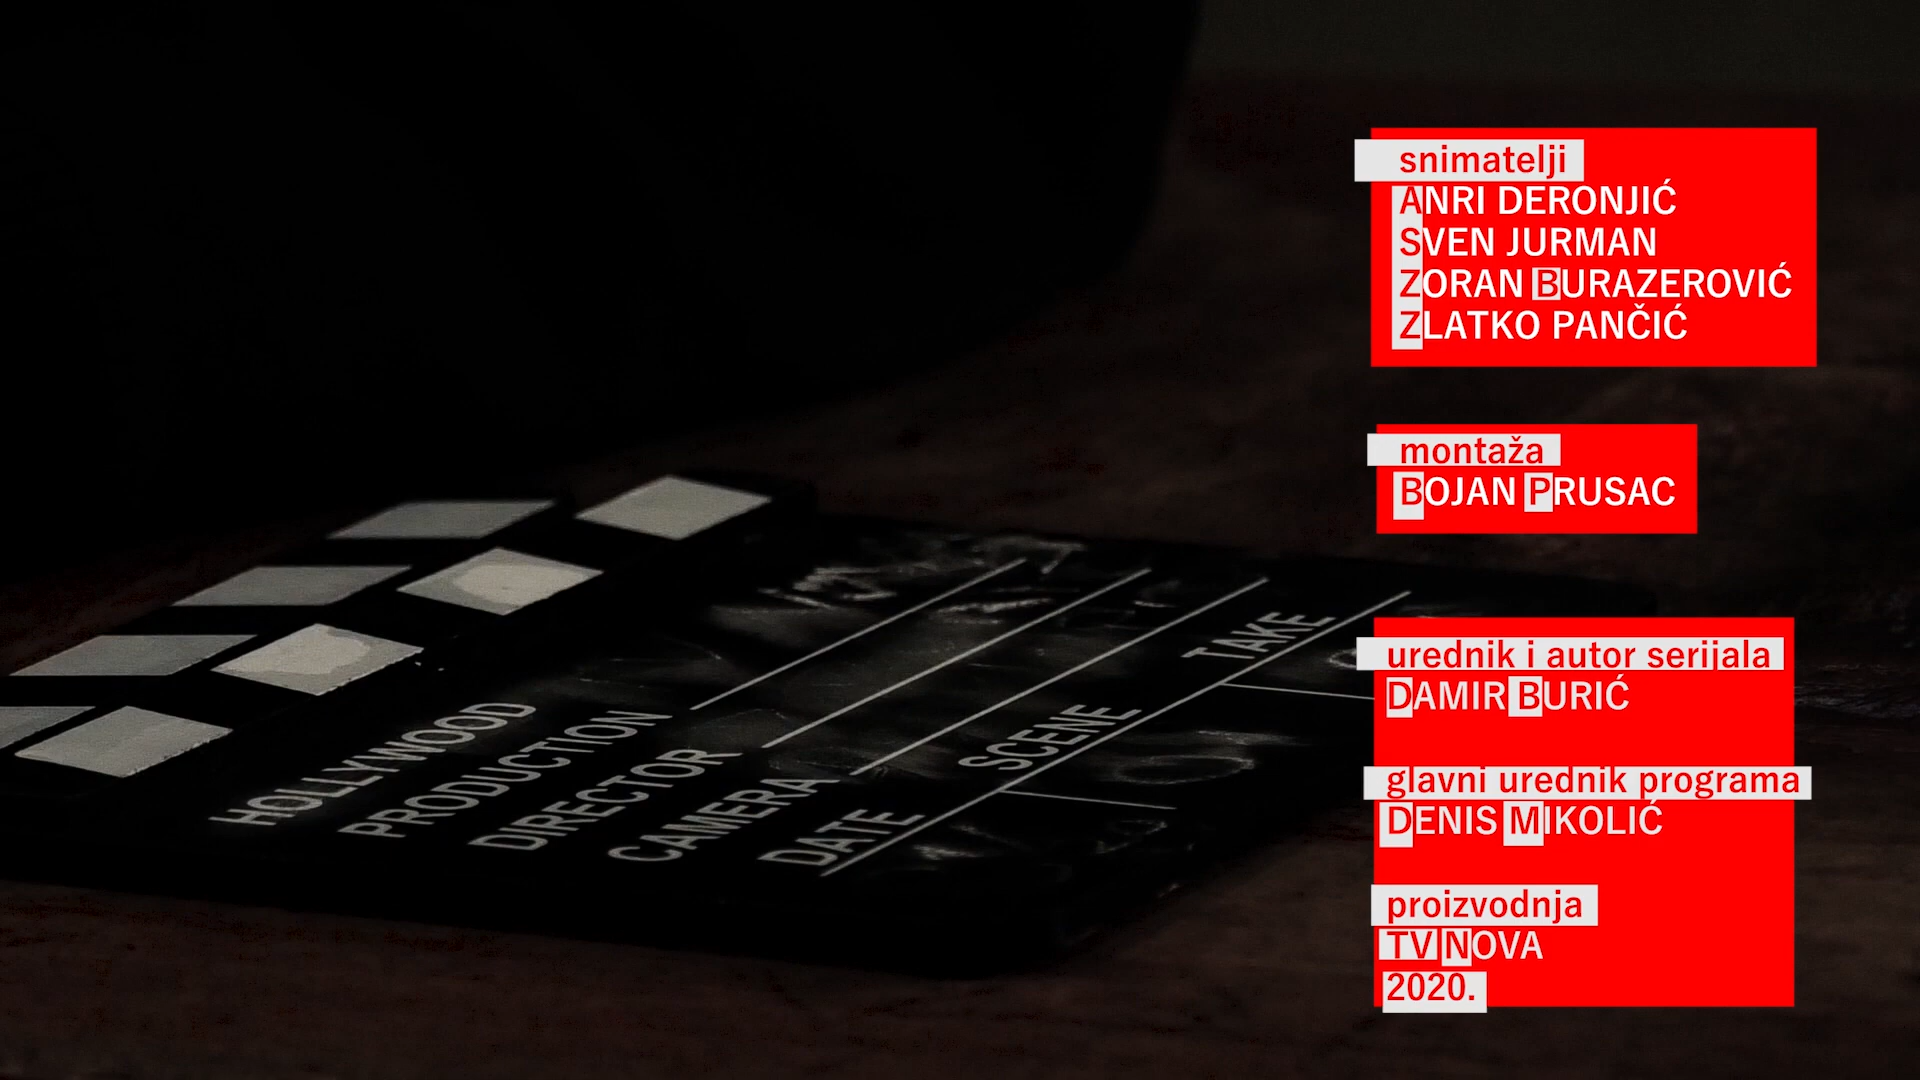 snimatelji
ANRI DERONJIĆ
SVEN JURMAN
ZORAN BURAZEROVIĆ
ZLATKO PANČIĆ
montaža
BOJAN PRUSAC
urednik i autor serijala
DAMIR BURIĆ
glavni urednik programa
DENIS MIKOLIĆ
proizvodnja
TV NOVA
2020.
HOLLYWOOD
PRODUCTION
DIRECTOR
CAMERA
DATE
SCENE
TAKE